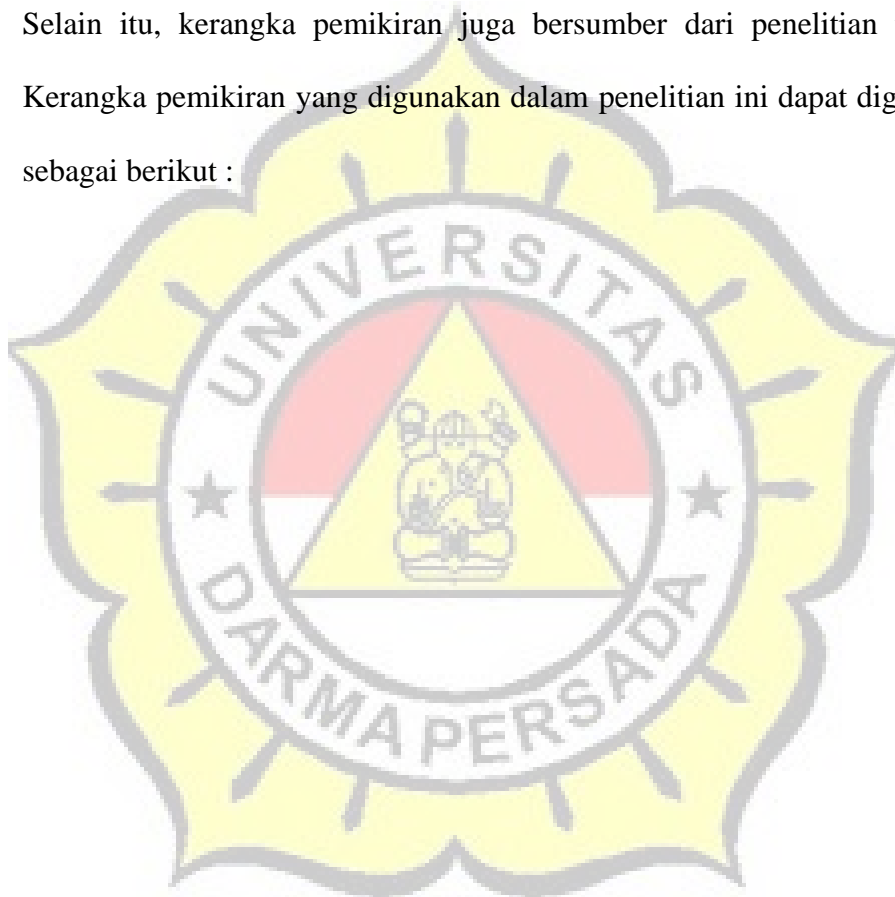 Selain itu, kerangka pemikiran juga bersumber dari penelitian
Kerangka pemikiran yang digunakan dalam penelitian ini dapat
sebagai berikut :
UNIVERSITAS
DARMA PERSADA